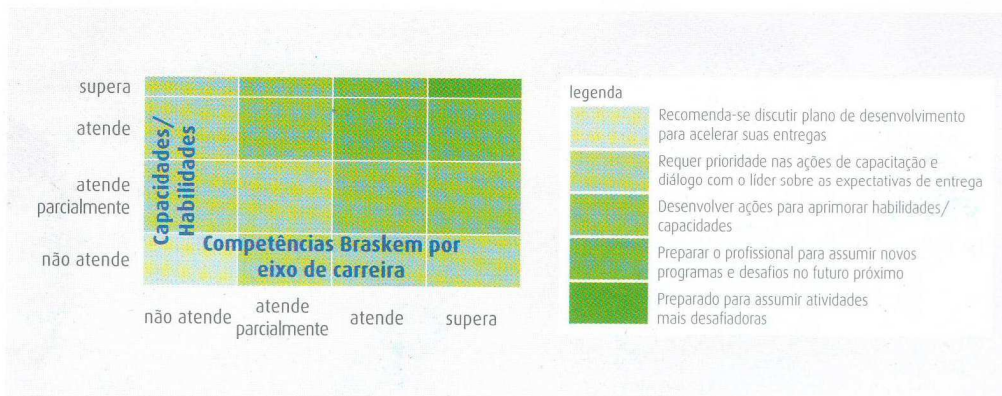 supera
atende
atende
parcialmente
não atende
Capacidades/
Habilidades
Competências Braskem por
eixo de carreira
não atende
atende
parcialmente
atende
supera
legenda
Recomenda-se discutir plano de desenvolvimento
para acelerar suas entregas
Requer prioridade nas ações de capacitação e
diálogo com o líder sobre as expectativas de entrega
Desenvolver ações para aprimorar habilidades/
capacidades
Preparar o profissional para assumir novos
programas e desafios no futuro próximo
Preparado para assumir atividades
mais desafiadoras